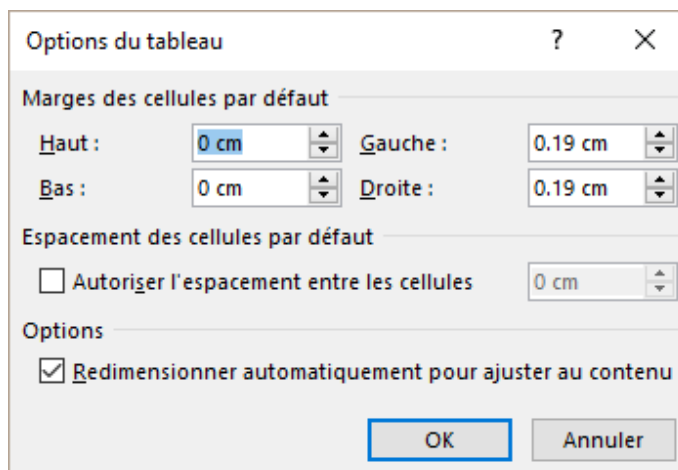 Options du tableau ?
Marges des cellules par défaut
Haut : 0 cm Gauche : 0.19 cm
Bas : 0 cm Droite : 0.19 cm
Espacement des cellules par défaut
Autoriser l'espacement entre les cellules 0 cm
Options
Redimensionner automatiquement pour ajuster au contenu
OK Annuler